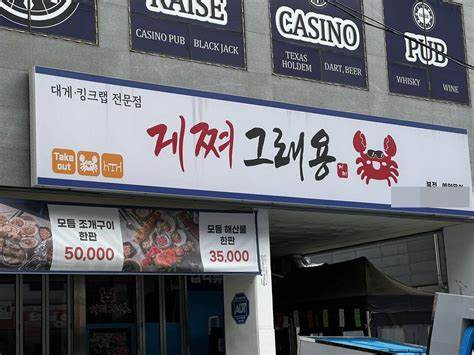 RAISE
CASINO PUB BLACK JACK
CASINO
TEXAS HOLDEM
DART, BEER
PUB
WHISKY WINE
대게·킹크랩 전문점
게쪄그래용
Take out
모듬 조개구이
한판
50,000
모듬 해산물
한판
35,000